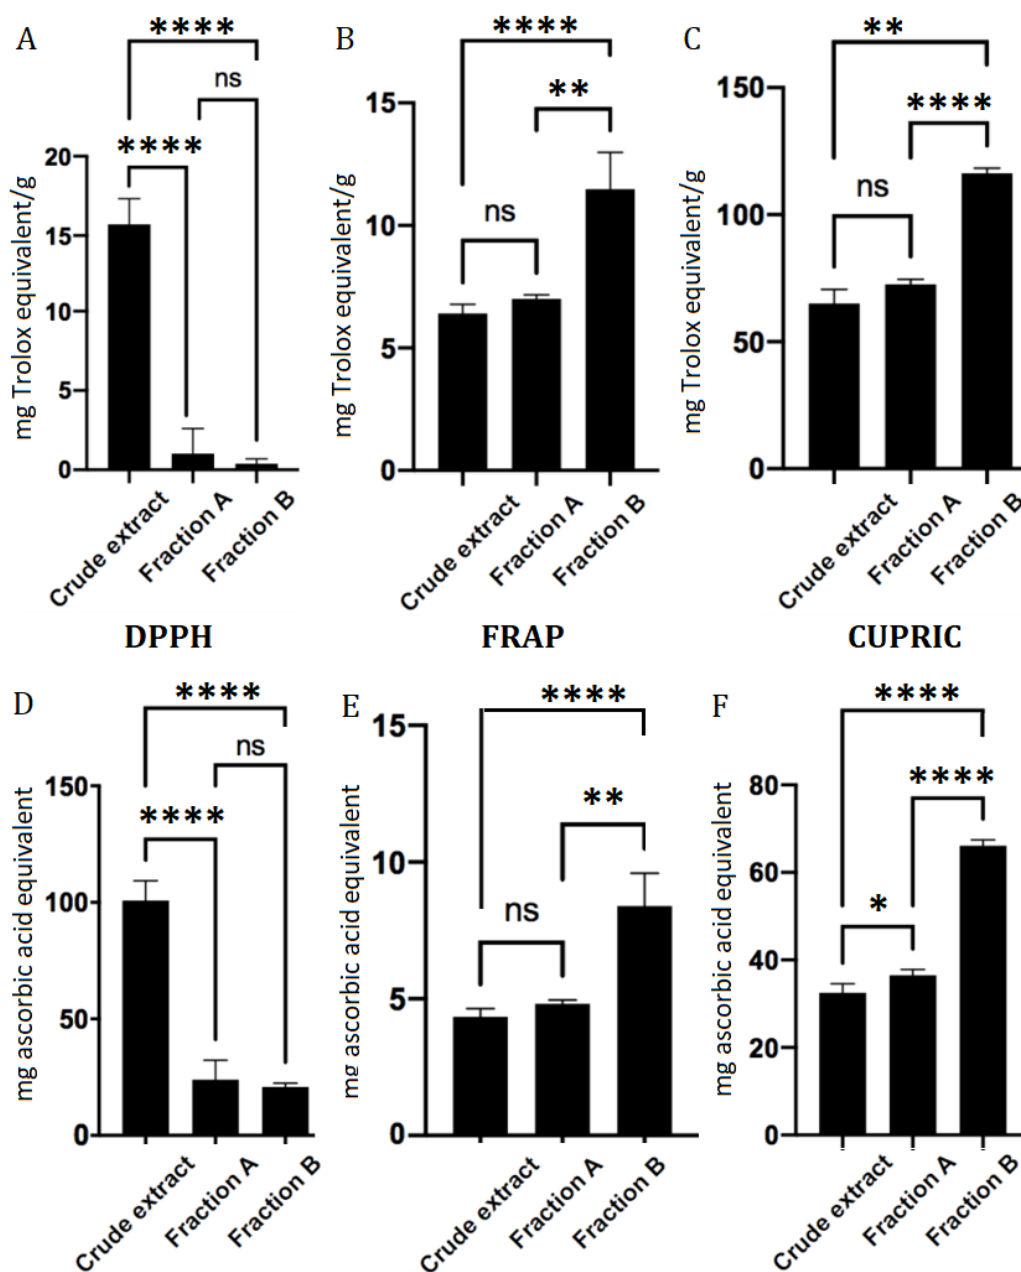 A
****
ns
****
mg Trolox equivalent/g
20
15
10
5
0
Crude extract
Fraction A
Fraction B
B
****
**
ns
mg Trolox equivalent/g
15
10
5
0
Crude extract
Fraction A
Fraction B
C
**
****
ns
mg Trolox equivalent/g
150
100
50
0
Crude extract
Fraction A
Fraction B
DPPH
FRAP
CUPRIC
D
****
ns
****
mg ascorbic acid equivalent
150
100
50
0
Crude extract
Fraction A
Fraction B
E
****
**
ns
mg ascorbic acid equivalent
15
10
5
0
Crude extract
Fraction A
Fraction B
F
****
****
*
mg ascorbic acid equivalent
80
60
40
20
0
Crude extract
Fraction A
Fraction B